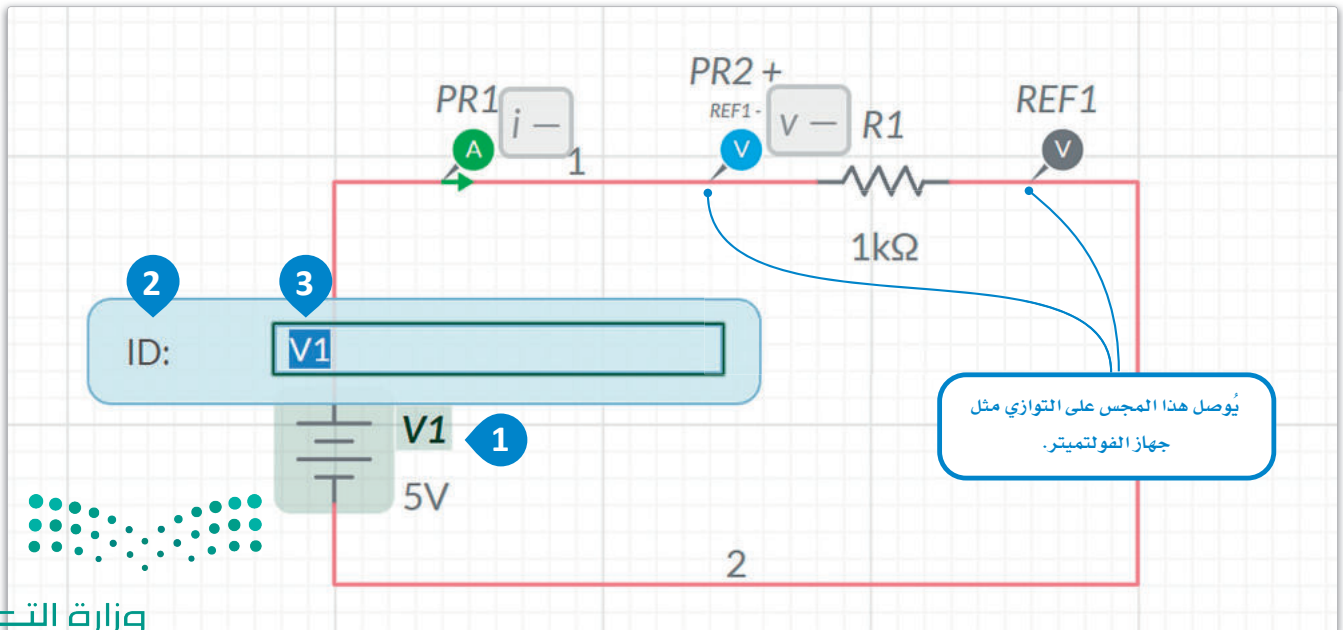 PR1
i —
A
1
PR2 +
REF1 -
V
v —
R1
1kΩ
REF1
V
2
3
ID:
V1
V1
1
5V
يُوصل هذا المجس على التوازي مثل
جهاز الفولتميتر.
2
وزارة